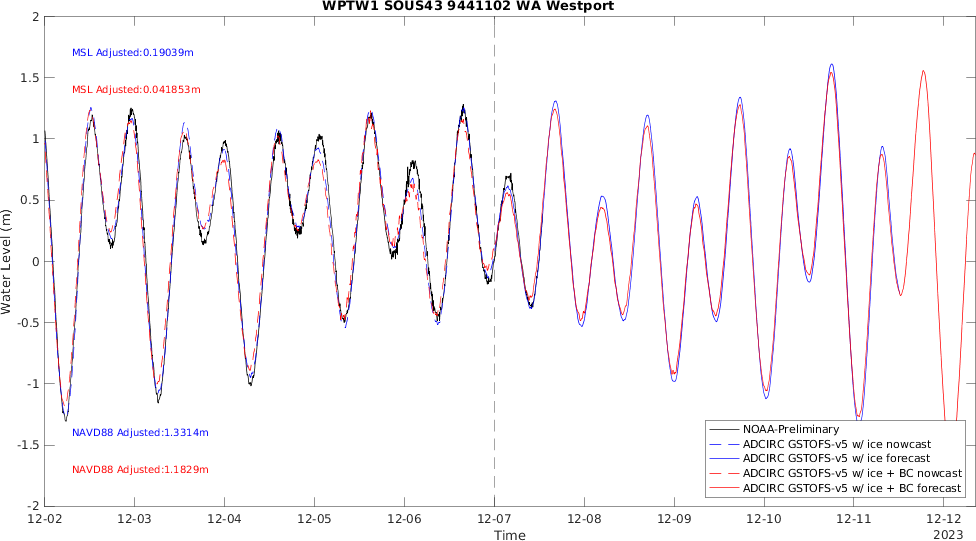 WPTW1 SOUS43 9441102 WA Westport
2
1.5
1
0.5
0
-0.5
-1
-1.5
-2
Water Level (m)
MSL Adjusted:0.19039m
MSL Adjusted:0.041853m
NAVD88 Adjusted:1.3314m
NAVD88 Adjusted:1.1829m
NOAA-Preliminary
ADCIRC GSTOFS-v5 w/ ice nowcast
ADCIRC GSTOFS-v5 w/ ice forecast
ADCIRC GSTOFS-v5 w/ ice + BC nowcast
ADCIRC GSTOFS-v5 w/ ice + BC forecast
12-02 12-03 12-04 12-05 12-06 12-07 12-08 12-09 12-10 12-11 12-12
Time
2023